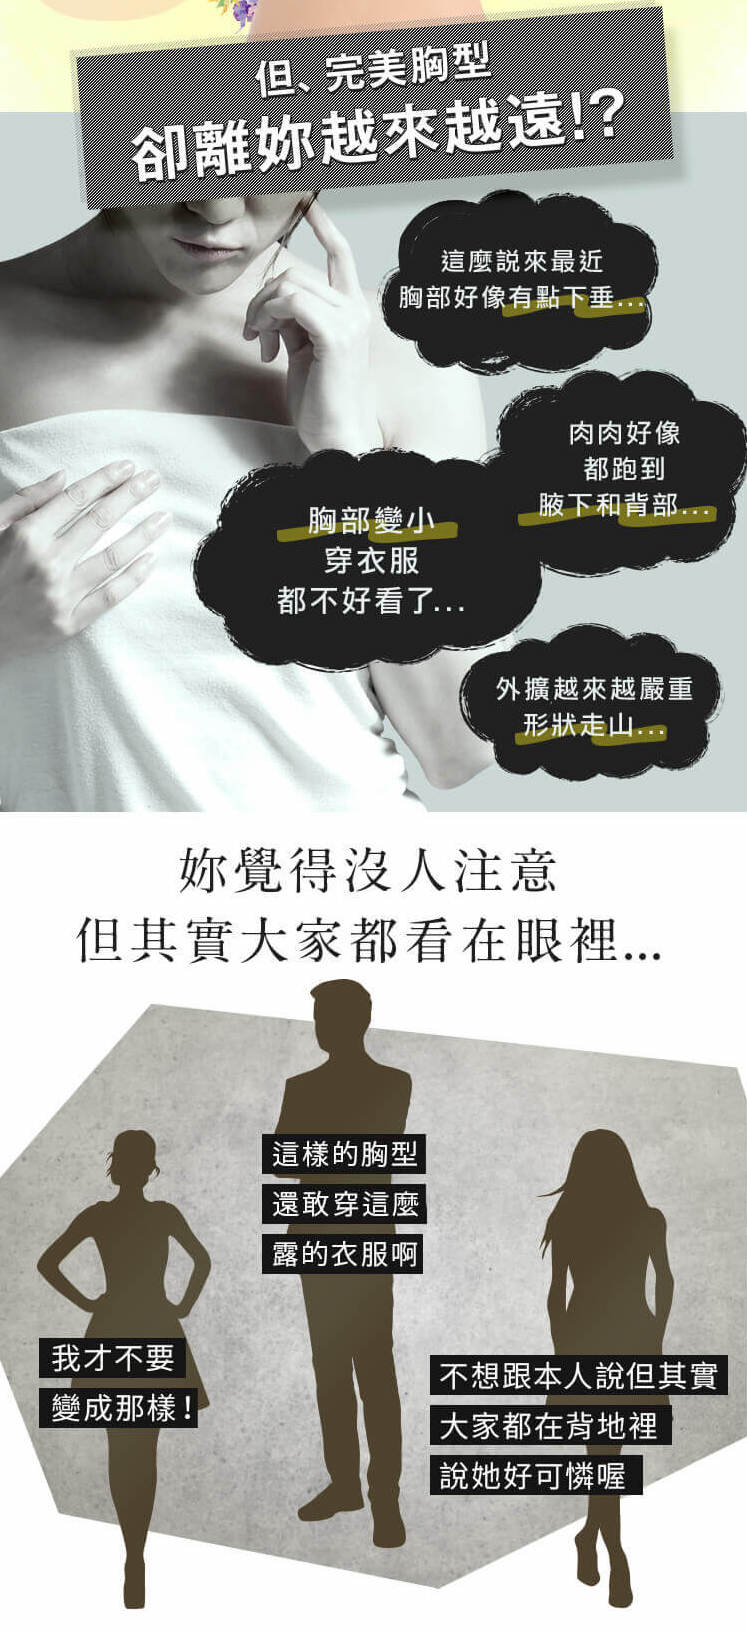 但、完美胸型
卻離妳越來越遠!?
這麼說來最近
胸部好像有點下垂...
肉肉好像
都跑到
腋下和背部...
胸部變小
穿衣服
都不好看了...
外擴越來越嚴重
形狀走山...
妳覺得沒人注意
但其實大家都看在眼裡...
這樣的胸型
還敢穿這麼
露的衣服啊
我才不要
變成那樣!
不想跟本人說但其實
大家都在背地裡
說她好可憐喔